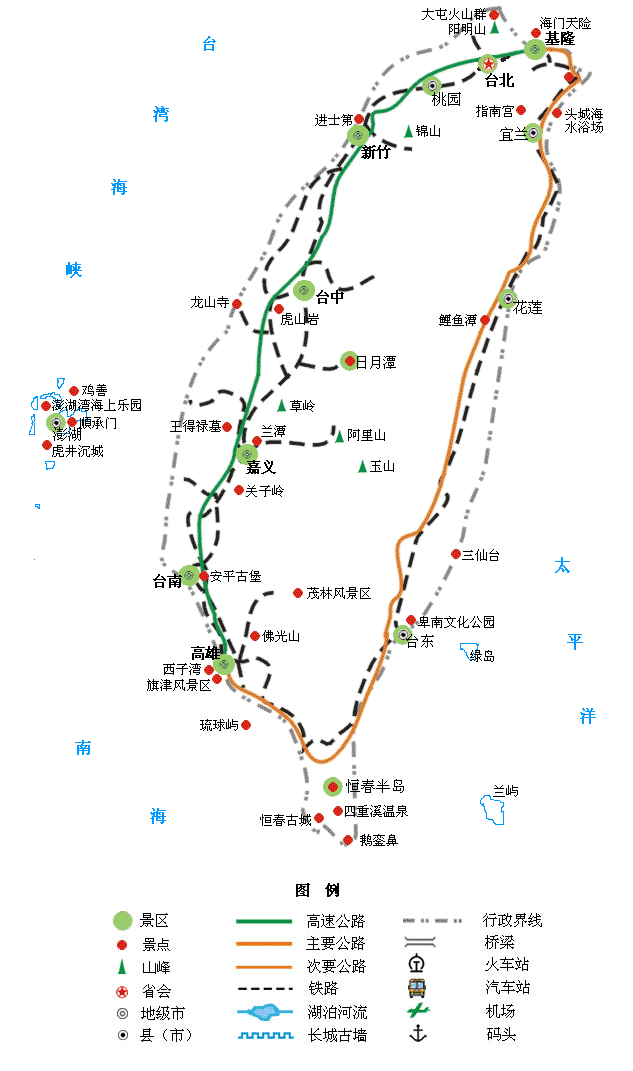 大屯火山群
阳明山
海门天险
基隆
台
台北
桃园
湾
指南宫
头城海
水浴场
进士第
锦山
宜兰
新竹
海
峡
台中
龙山寺
虎山岩
花莲
鲤鱼潭
日月潭
鸡善
澎湖湾海上乐园
草岭
顺承门
澎湖
虎井沉城
王得禄墓
兰潭
阿里山
嘉义
玉山
关子岭
三仙台
太
台南
安平古堡
茂林风景区
卑南文化公园
佛光山
台东
平
高雄
绿岛
西子湾
旗津风景区
洋
琉球屿
南
恒春半岛
兰屿
海
恒春古城
四重溪温泉
鹅銮鼻
图 例
景区
高速公路
行政界线
景点
主要公路
桥梁
山峰
次要公路
火车站
省会
铁路
汽车站
地级市
湖泊河流
机场
县（市）
长城古墙
码头